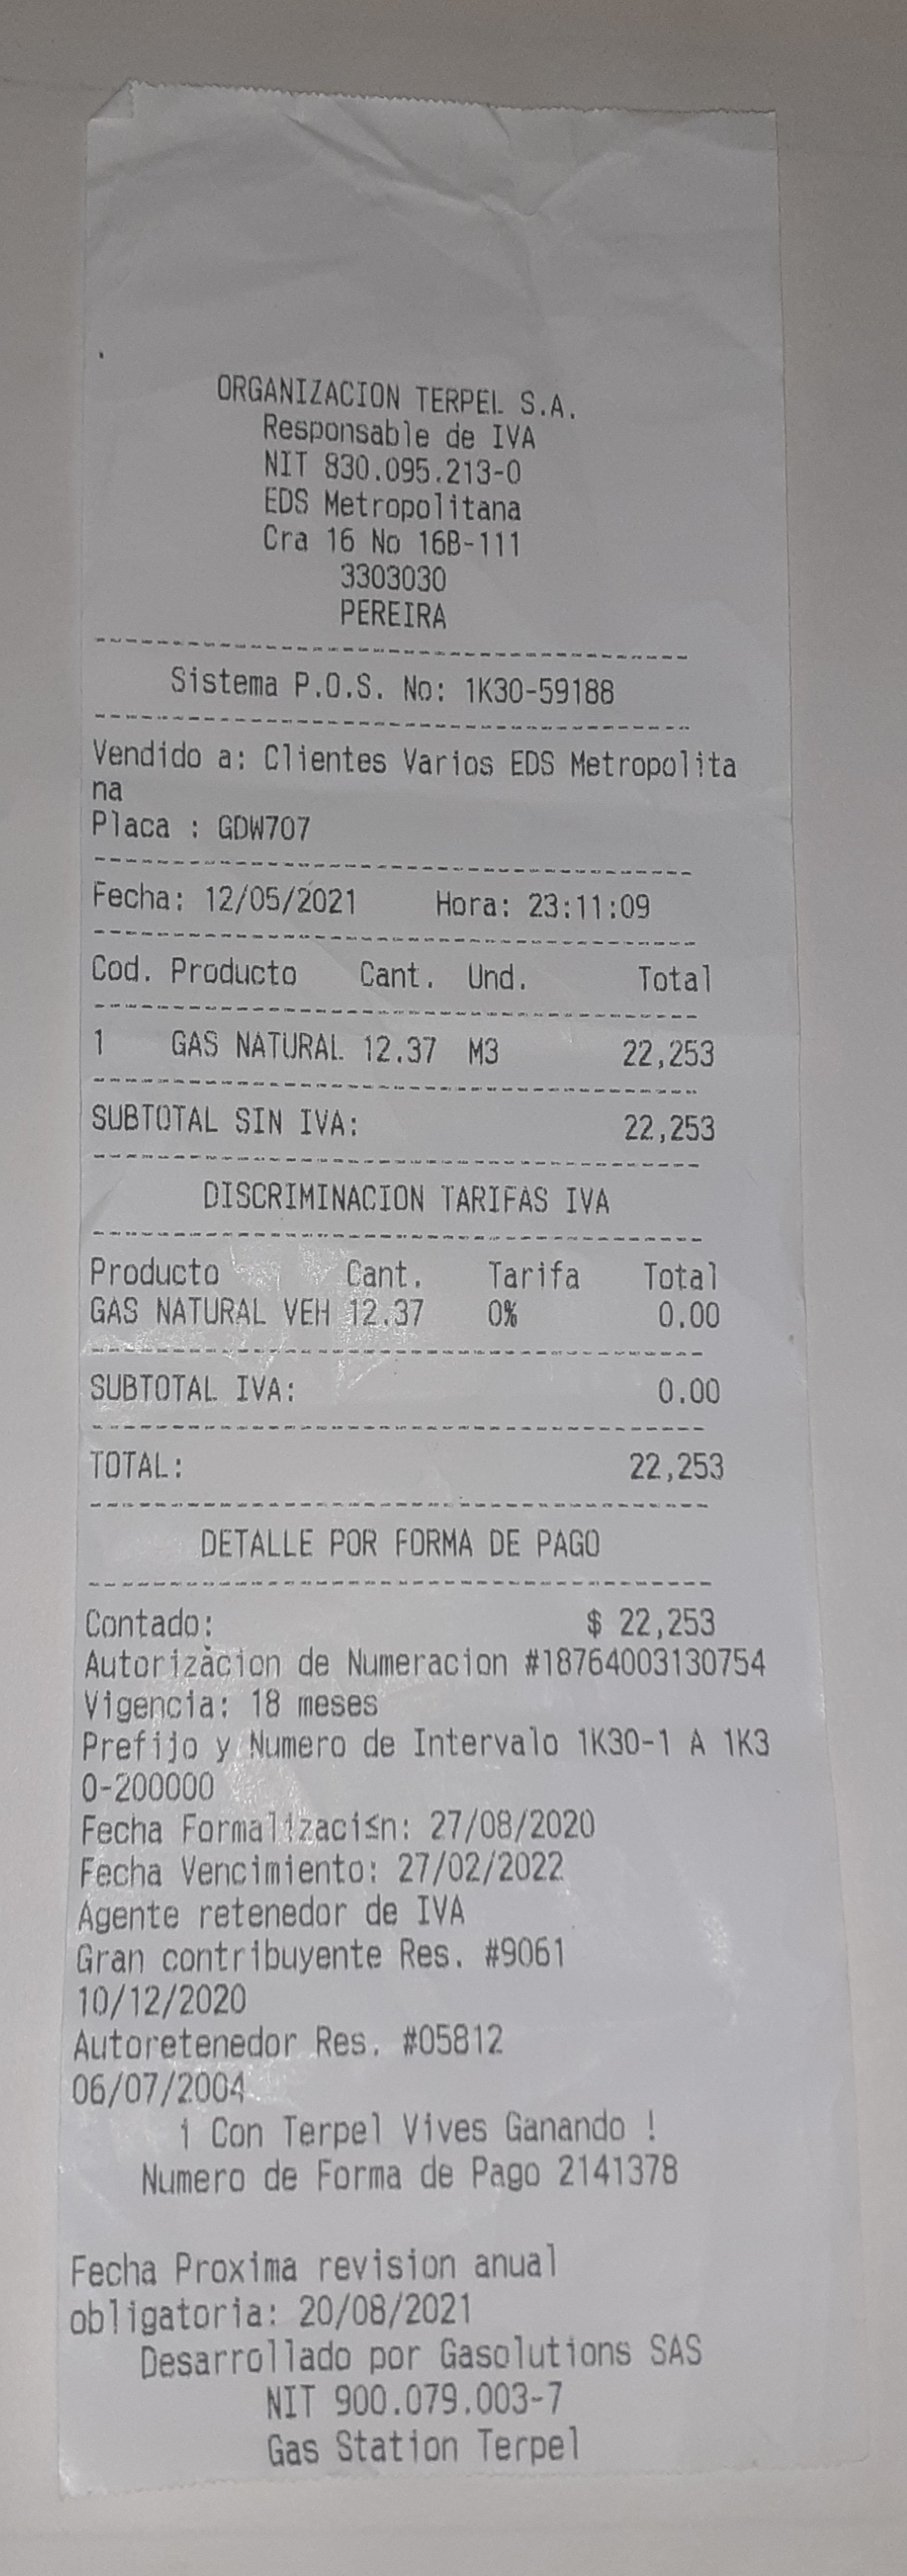 ORGANIZACION TERPEL S.A.
Responsable de IVA
NIT 830.095.213-0
EDS Metropolitana
Cra 16 No 16B-111
3303030
PEREIRA
Sistema P.O.S. No: 1K30-59188
Vendido a: Clientes Varios EDS Metropolita
na
Placa : GDW707
Fecha: 12/05/2021 Hora: 23:11:09
Cod. Producto Cant. Und. Total
1 GAS NATURAL 12.37 M3 22,253
SUBTOTAL SIN IVA: 22,253
DISCRIMINACION TARIFAS IVA
Producto Cant. Tarifa Total
GAS NATURAL VEH 12.37 0% 0.00
SUBTOTAL IVA: 0.00
TOTAL: 22,253
DETALLE POR FORMA DE PAGO
Contado: $ 22,253
Autorizacion de Numeracion #18764003130754
Vigencia: 18 meses
Prefijo y Numero de Intervalo 1K30-1 A 1K3
0-200000
Fecha Formalizaci≤n: 27/08/2020
Fecha Vencimiento: 27/02/2022
Agente retenedor de IVA
Gran contribuyente Res. #9061
10/12/2020
Autoretenedor Res. #05812
06/07/2004
¡ Con Terpel Vives Ganando !
Numero de Forma de Pago 2141378
Fecha Proxima revision anual
obligatoria: 20/08/2021
Desarrollado por Gasolutions SAS
NIT 900.079.003-7
Gas Station Terpel